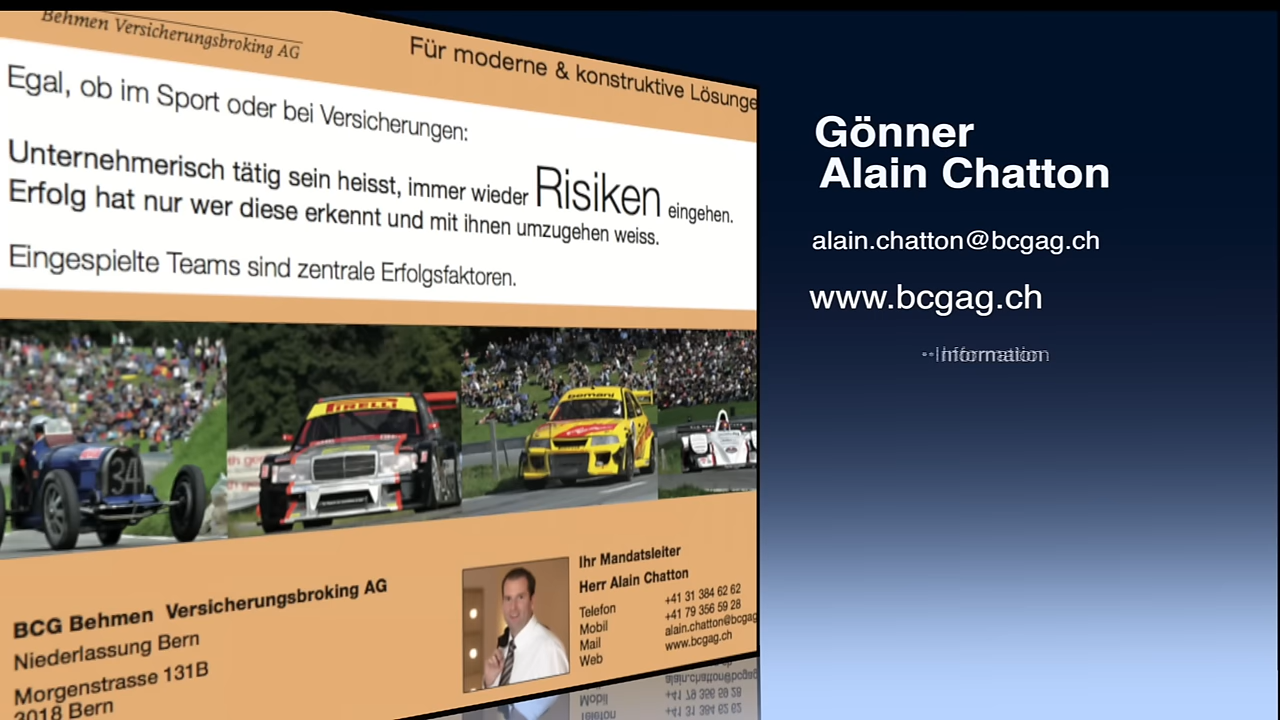 Behmen Versicherungsbroking AG
Für moderne & konstruktive Lösunge
Egal, ob im Sport oder bei Versicherungen:
Unternehmerisch tätig sein heisst, immer wieder Risiken eingehen.
Erfolg hat nur wer diese erkennt und mit ihnen umzugehen weiss.
Eingespielte Teams sind zentrale Erfolgsfaktoren.
34
PIRELLI
bemani
BCG Behmen Versicherungsbroking AG
Niederlassung Bern
Morgenstrasse 131B
3018 Bern
Ihr Mandatsleiter
Herr Alain Chatton
Telefon +41 31 384 62 62
Mobil +41 79 356 59 28
Mail alain.chatton@bcgag
Web www.bcgag.ch
Gönner
Alain Chatton
alain.chatton@bcgag.ch
www.bcgag.ch
Information